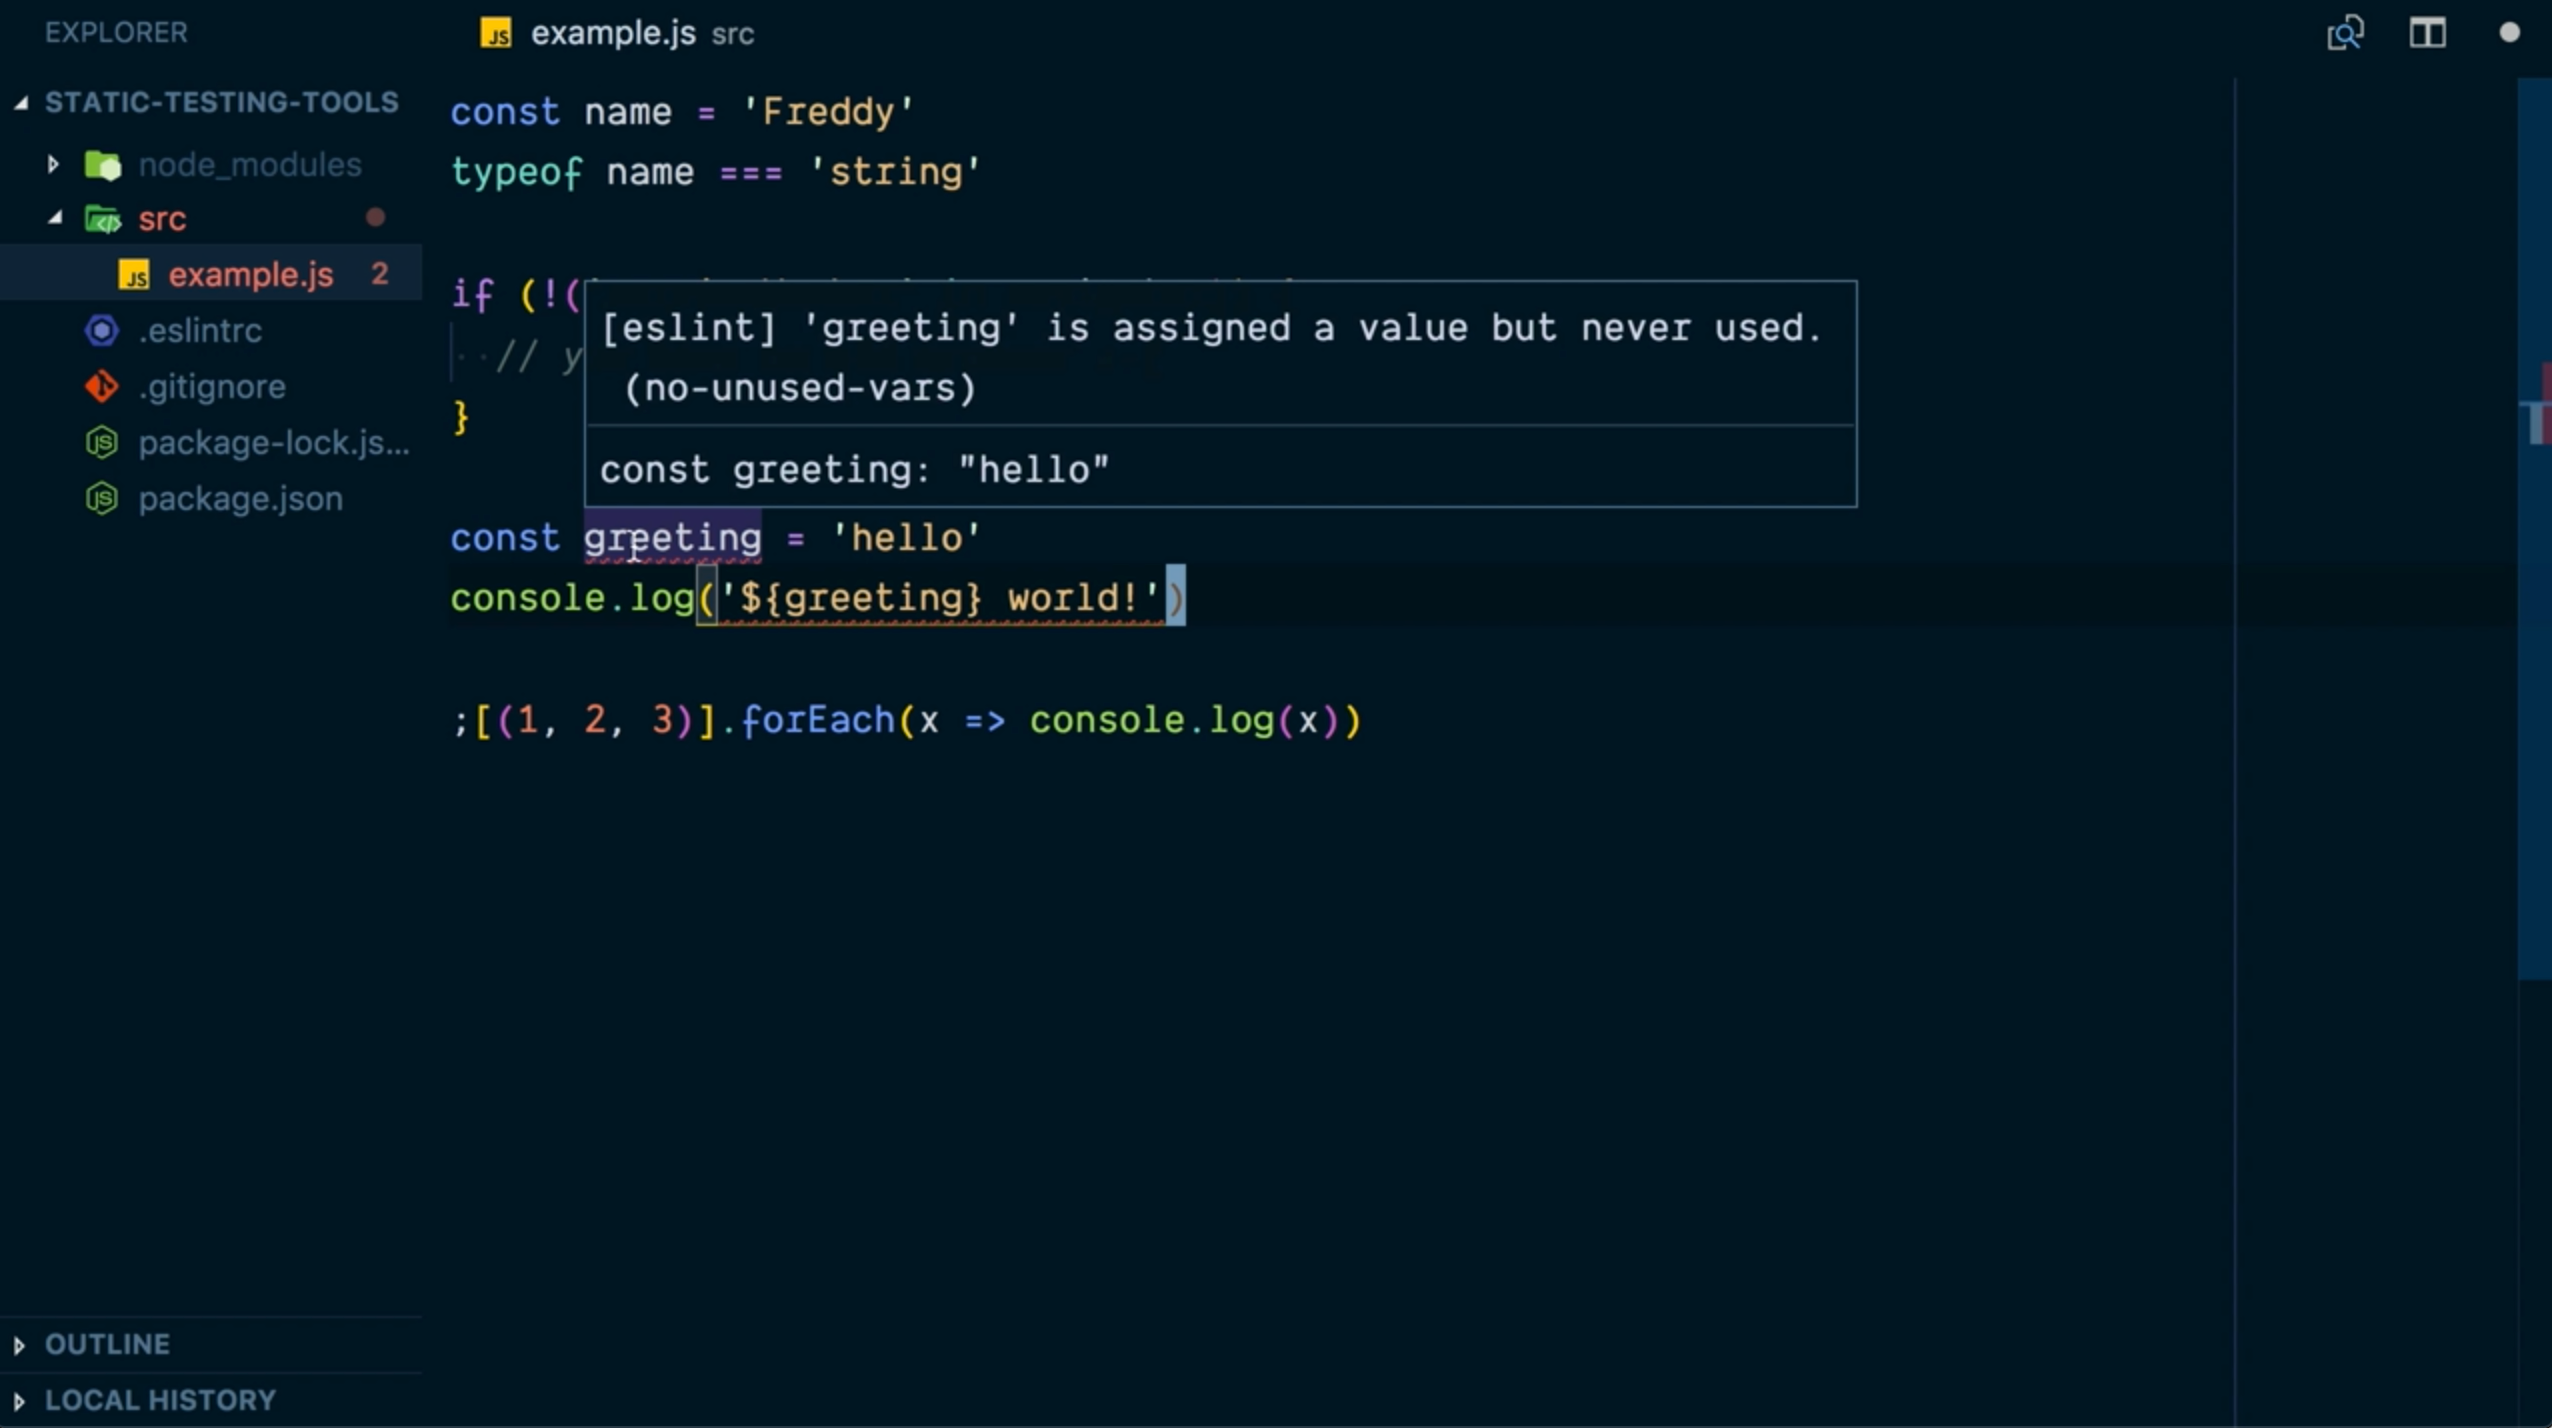 EXPLORER
STATIC-TESTING-TOOLS
node_modules
src
example.js 2
.eslintrc
.gitignore
package-lock.js...
package.json
OUTLINE
LOCAL HISTORY
JS example.js src
const name = 'Freddy'
typeof name === 'string'
if (!(
// y
}
[eslint] 'greeting' is assigned a value but never used.
(no-unused-vars)
const greeting: "hello"
const greeting = 'hello'
console.log('${greeting} world!')
;[(1, 2, 3)].forEach(x => console.log(x))